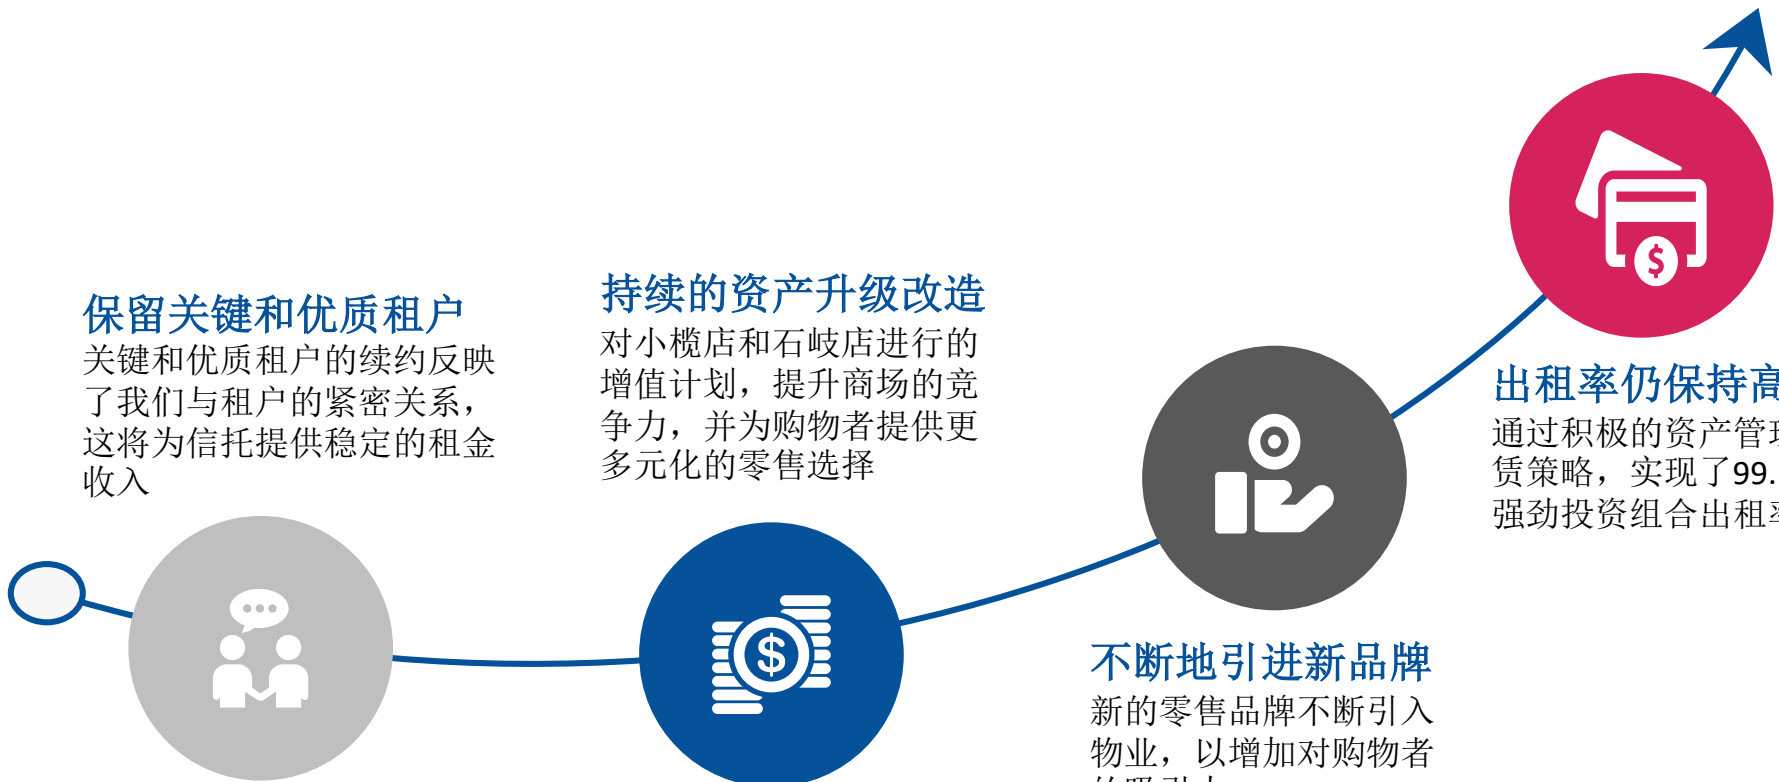 保留关键和优质租户
关键和优质租户的续约反映
了我们与租户的紧密关系，
这将为信托提供稳定的租金
收入
持续的资产升级改造
对小榄店和石岐店进行的
增值计划，提升商场的竞
争力，并为购物者提供更
多元化的零售选择
不断地引进新品牌
新的零售品牌不断引入
物业，以增加对购物者
出租率仍保持高
通过积极的资产管理
赁策略，实现了99.
强劲投资组合出租率